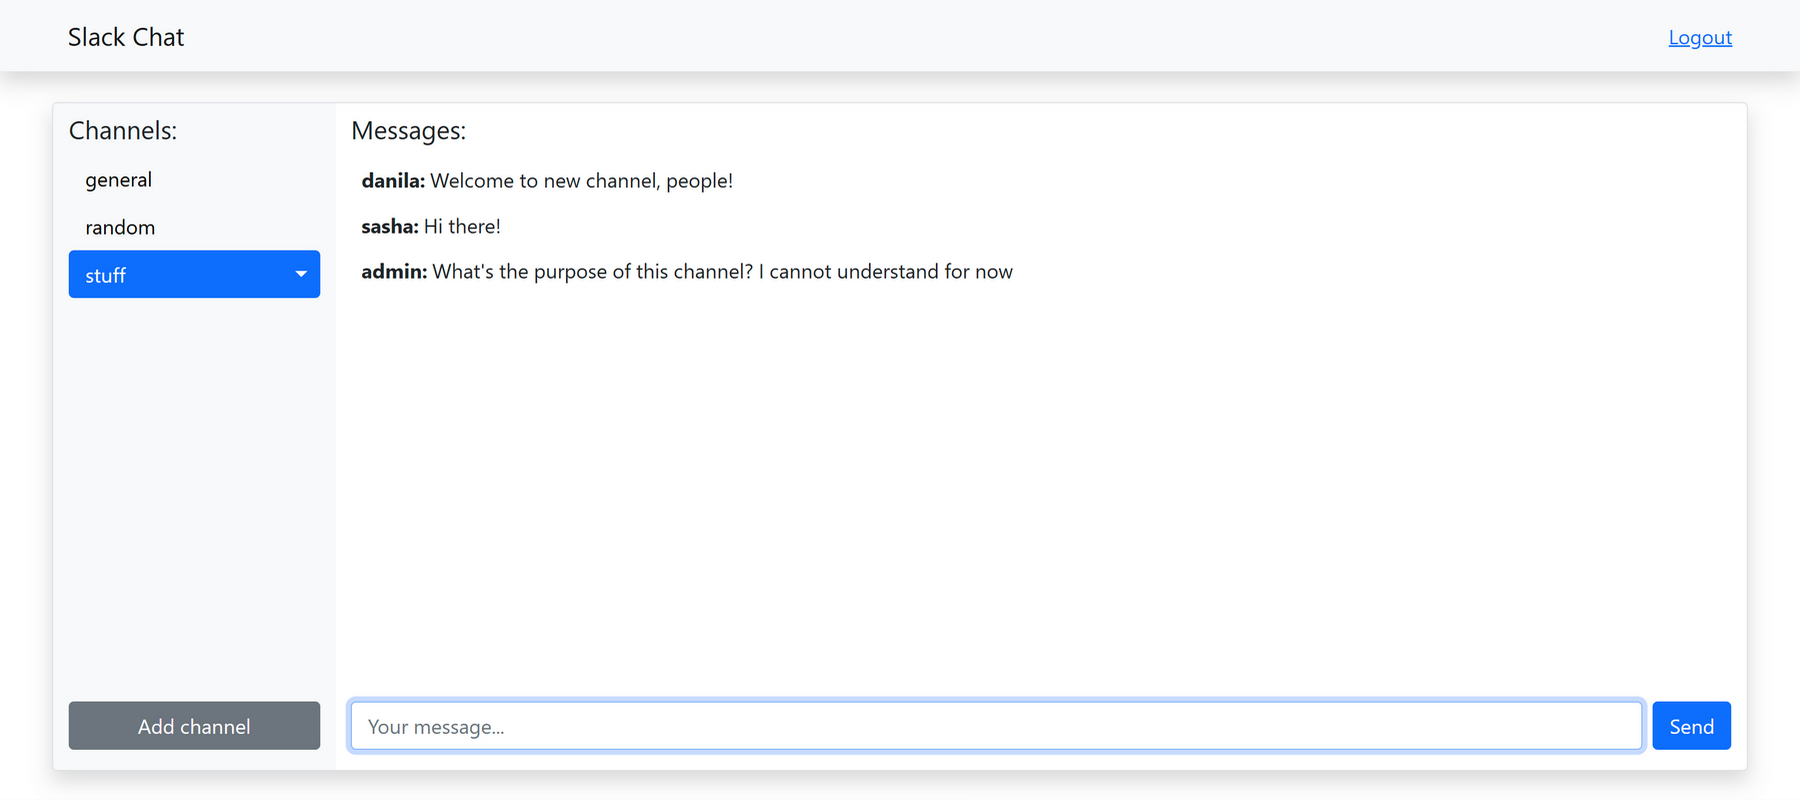 Slack Chat
Logout
Channels:
general
random
stuff
Add channel
Messages:
danila: Welcome to new channel, people!
sasha: Hi there!
admin: What's the purpose of this channel? I cannot understand for now
Your message...
Send